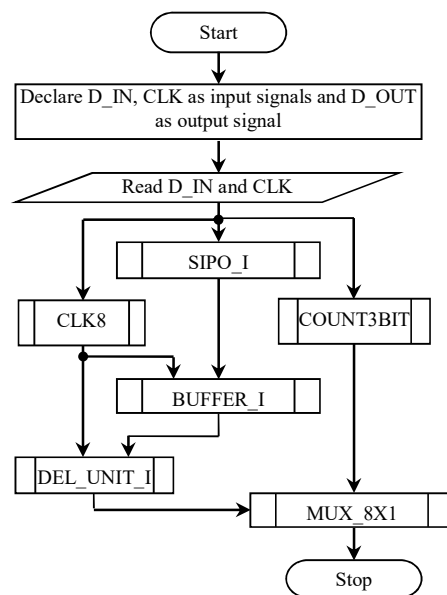 Start
Declare D_IN, CLK as input signals and D_OUT
as output signal
Read D_IN and CLK
SIPO_I
CLK8
COUNT3BIT
BUFFER_I
DEL_UNIT_I
MUX_8X1
Stop